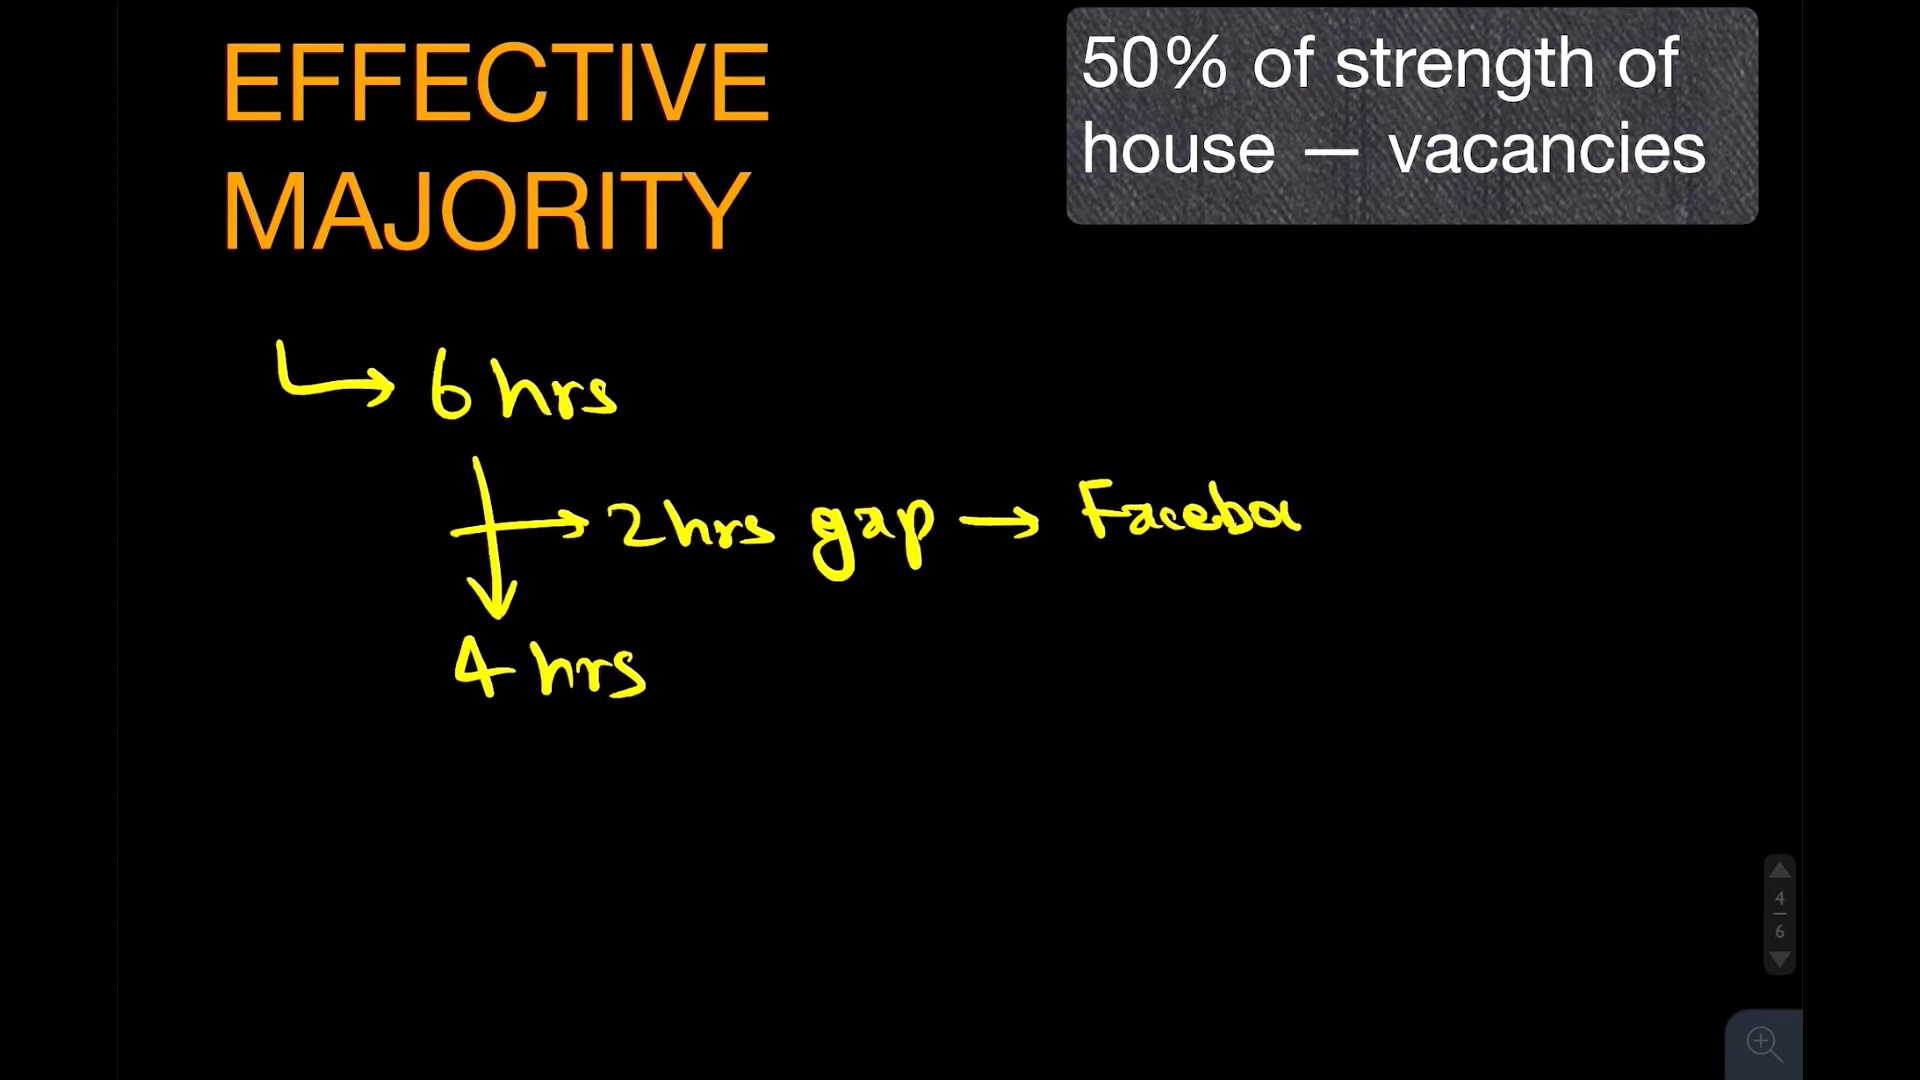 EFFECTIVE
MAJORITY
50% of strength of
house — vacancies
6 hrs
2 hrs gap → Faceboo
4 hrs
4
6